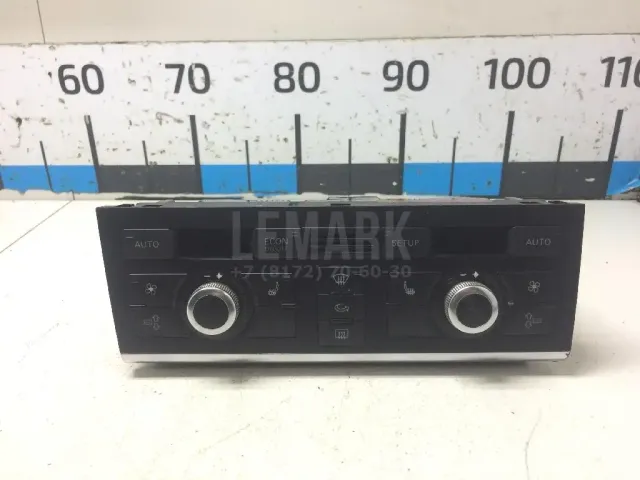 60 70 80 90 100 110
LEMARK
AUTO ECON SETUP AUTO
+7 (8172) 70-60-30
- + - +